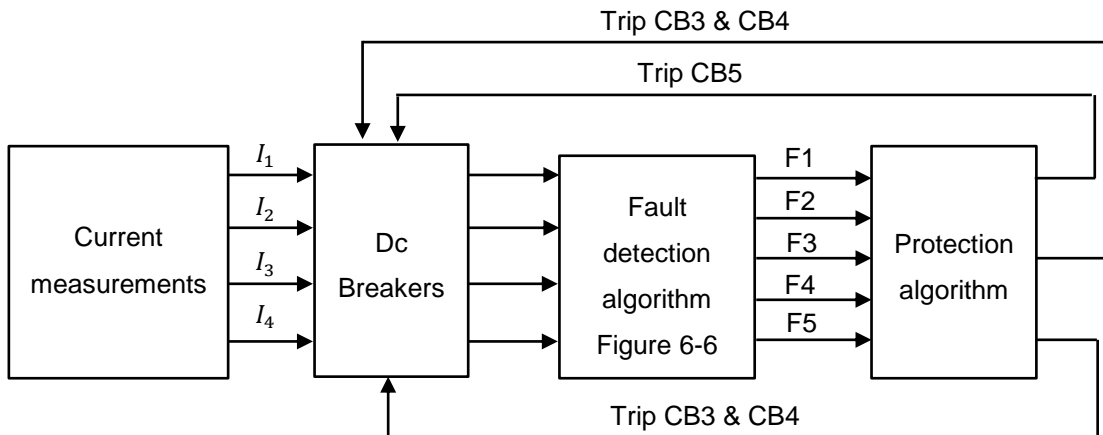 Trip CB3 & CB4
Trip CB5
Current
measurements
I₁
I₂
I₃
I₄
Dc
Breakers
Fault
detection
algorithm
Figure 6-6
F1
F2
F3
F4
F5
Protection
algorithm
Trip CB3 & CB4